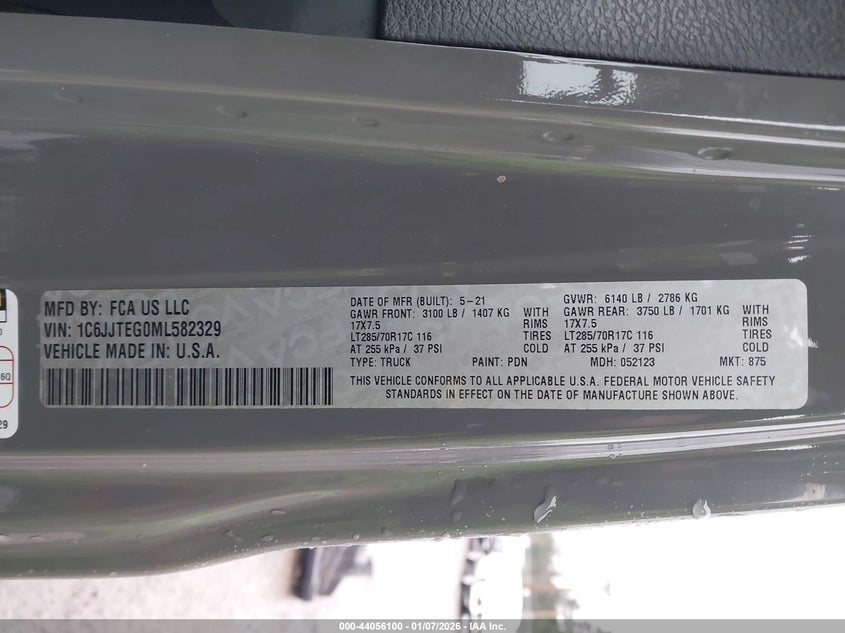 MFD BY: FCA US LLC
VIN: 1C6JJTEG0ML582329
VEHICLE MADE IN: U.S.A.
DATE OF MFR (BUILT): 5-21
GAWR FRONT: 3100 LB / 1407 KG WITH
17X7.5 RIMS
LT285/70R17C 116 TIRES
AT 255 kPa / 37 PSI COLD
TYPE: TRUCK PAINT: PDN
GVWR: 6140 LB / 2786 KG
GAWR REAR: 3750 LB / 1701 KG WITH
17X7.5 RIMS
LT285/70R17C 116 TIRES
AT 255 kPa / 37 PSI COLD
MDH: 052123 MKT: 875
THIS VEHICLE CONFORMS TO ALL APPLICABLE U.S.A. FEDERAL MOTOR VEHICLE SAFETY
STANDARDS IN EFFECT ON THE DATE OF MANUFACTURE SHOWN ABOVE.
000-44056100 - 01/07/2026 - IAA Inc.